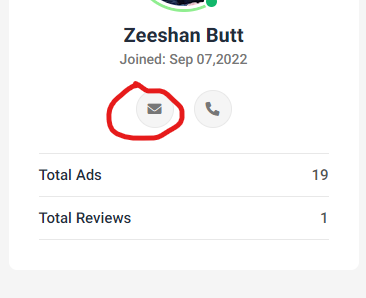 Zeeshan Butt
Joined: Sep 07,2022
Total Ads 19
Total Reviews 1